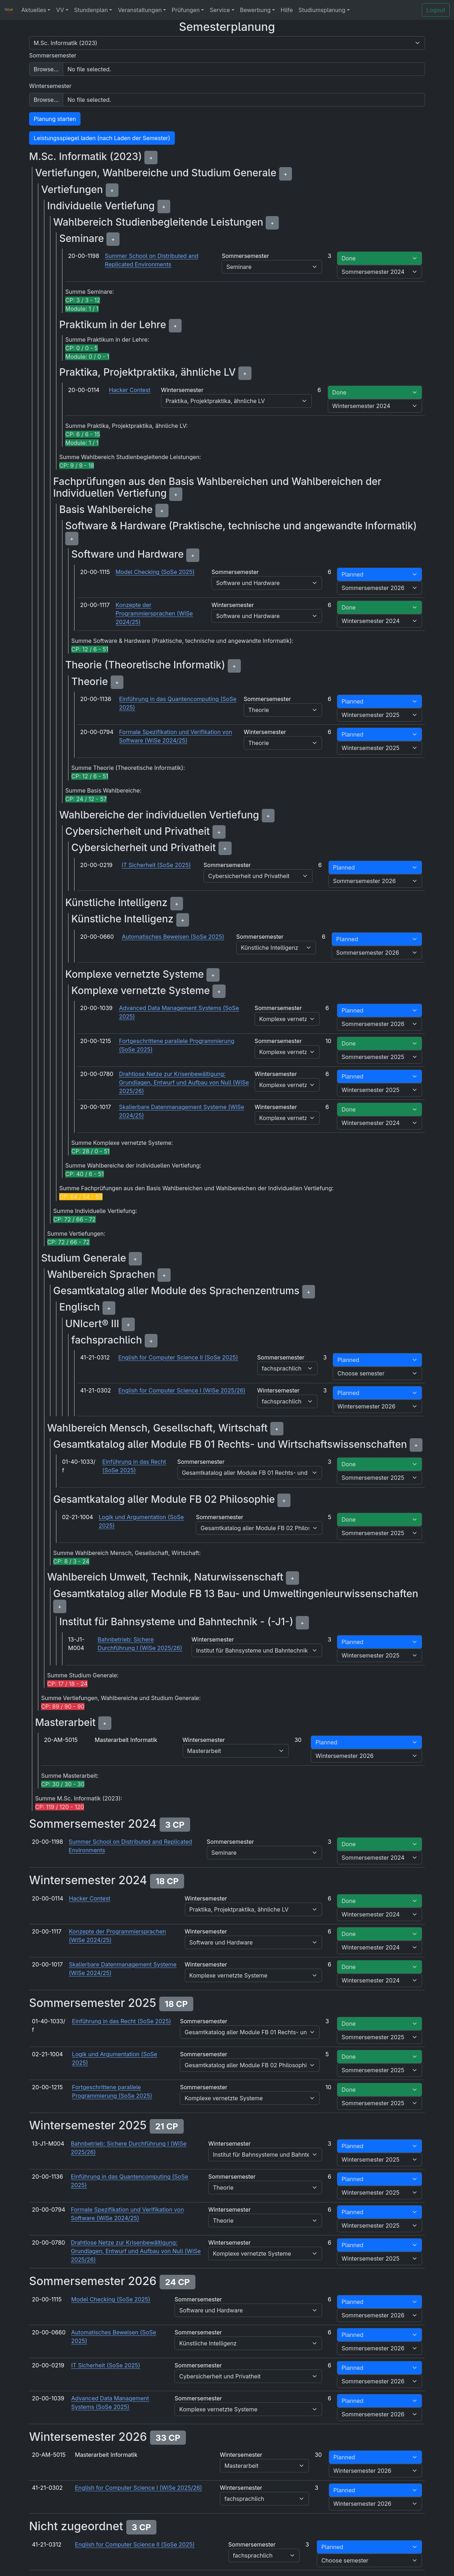 Aktuelles
VV
Stundenplan
Veranstaltungen
Prüfungen
Service
Bewerbung
Hilfe
Studiumsplanung
Logout
Semesterplanung
M.Sc. Informatik (2023)
Sommersemester
Browse... No file selected.
Wintersemester
Browse... No file selected.
Planung starten
Leistungsspiegel laden (nach Laden der Semester)
M.Sc. Informatik (2023) +
Vertiefungen, Wahlbereiche und Studium Generale +
Vertiefungen +
Individuelle Vertiefung +
Wahlbereich Studienbegleitende Leistungen +
Seminare +
20-00-1198 Summer School on Distributed and Sommersemester 3 Done
Replicated Environments Seminare Sommersemester 2024
Summe Seminare:
CP: 3 / 3 - 12
Module: 1 / 1
Praktikum in der Lehre +
Summe Praktikum in der Lehre:
CP: 0 / 0 - 5
Module: 0 / 0 - 1
Praktika, Projektpraktika, ähnliche LV +
20-00-0114 Hacker Contest Wintersemester 6 Done
Praktika, Projektpraktika, ähnliche LV Wintersemester 2024
Summe Praktika, Projektpraktika, ähnliche LV:
CP: 6 / 6 - 15
Module: 1 / 1
Summe Wahlbereich Studienbegleitende Leistungen:
CP: 9 / 9 - 18
Fachprüfungen aus den Basis Wahlbereichen und Wahlbereichen der
Individuellen Vertiefung +
Basis Wahlbereiche +
Software & Hardware (Praktische, technische und angewandte Informatik)
+
Software und Hardware +
20-00-1115 Model Checking (SoSe 2025) Sommersemester 6 Planned
Software und Hardware Sommersemester 2026
20-00-1117 Konzepte der Wintersemester 6 Done
Programmiersprachen (WiSe Software und Hardware Wintersemester 2024
2024/25)
Summe Software & Hardware (Praktische, technische und angewandte Informatik):
CP: 12 / 6 - 51
Theorie (Theoretische Informatik) +
Theorie +
20-00-1136 Einführung in das Quantencomputing (SoSe Sommersemester 6 Planned
2025) Theorie Wintersemester 2025
20-00-0794 Formale Spezifikation und Verifikation von Wintersemester 6 Planned
Software (WiSe 2024/25) Theorie Wintersemester 2025
Summe Theorie (Theoretische Informatik):
CP: 12 / 6 - 51
Summe Basis Wahlbereiche:
CP: 24 / 12 - 57
Wahlbereiche der individuellen Vertiefung +
Cybersicherheit und Privatheit +
Cybersicherheit und Privatheit +
20-00-0219 IT Sicherheit (SoSe 2025) Sommersemester 6 Planned
Cybersicherheit und Privatheit Sommersemester 2026
Künstliche Intelligenz +
Künstliche Intelligenz +
20-00-0660 Automatisches Beweisen (SoSe 2025) Sommersemester 6 Planned
Künstliche Intelligenz Sommersemester 2026
Komplexe vernetzte Systeme +
Komplexe vernetzte Systeme +
20-00-1039 Advanced Data Management Systems (SoSe Sommersemester 6 Planned
2025) Komplexe vernetz Sommersemester 2026
20-00-1215 Fortgeschrittene parallele Programmierung Sommersemester 10 Done
(SoSe 2025) Komplexe vernetz Sommersemester 2025
20-00-0780 Drahtlose Netze zur Krisenbewältigung: Wintersemester 6 Planned
Grundlagen, Entwurf und Aufbau von Null (WiSe Komplexe vernetz Wintersemester 2025
2025/26)
20-00-1017 Skalierbare Datenmanagement Systeme (WiSe Wintersemester 6 Done
2024/25) Komplexe vernetz Wintersemester 2024
Summe Komplexe vernetzte Systeme:
CP: 28 / 0 - 51
Summe Wahlbereiche der individuellen Vertiefung:
CP: 40 / 6 - 51
Summe Fachprüfungen aus den Basis Wahlbereichen und Wahlbereichen der Individuellen Vertiefung:
Summe Individuelle Vertiefung:
CP: 72 / 66 - 72
Summe Vertiefungen:
CP: 72 / 66 - 72
Studium Generale +
Wahlbereich Sprachen +
Gesamtkatalog aller Module des Sprachenzentrums +
Englisch +
UNIcert® III +
fachsprachlich +
41-21-0312 English for Computer Science II (SoSe 2025) Sommersemester 3 Planned
fachsprachlich Choose semester
41-21-0302 English for Computer Science I (WiSe 2025/26) Wintersemester 3 Planned
fachsprachlich Wintersemester 2026
Wahlbereich Mensch, Gesellschaft, Wirtschaft +
Gesamtkatalog aller Module FB 01 Rechts- und Wirtschaftswissenschaften +
01-40-1033/ Einführung in das Recht Sommersemester 3 Done
f (SoSe 2025) Gesamtkatalog aller Module FB 01 Rechts- und Sommersemester 2025
Gesamtkatalog aller Module FB 02 Philosophie +
02-21-1004 Logik und Argumentation (SoSe Sommersemester 5 Done
2025) Gesamtkatalog aller Module FB 02 Philos Sommersemester 2025
Summe Wahlbereich Mensch, Gesellschaft, Wirtschaft:
CP: 8 / 3 - 24
Wahlbereich Umwelt, Technik, Naturwissenschaft +
Gesamtkatalog aller Module FB 13 Bau- und Umweltingenieurwissenschaften
+
Institut für Bahnsysteme und Bahntechnik - (-J1-) +
13-J1- Bahnbetrieb: Sichere Wintersemester 3 Planned
M004 Durchführung I (WiSe 2025/26) Institut für Bahnsysteme und Bahntechnik Wintersemester 2025
Summe Studium Generale:
CP: 17 / 18 - 24
Summe Vertiefungen, Wahlbereiche und Studium Generale:
CP: 89 / 90 - 90
Masterarbeit +
20-AM-5015 Masterarbeit Informatik Wintersemester 30 Planned
Masterarbeit Wintersemester 2026
Summe Masterarbeit:
CP: 30 / 30 - 30
Summe M.Sc. Informatik (2023):
CP: 119 / 120 - 120
Sommersemester 2024 3 CP
20-00-1198 Summer School on Distributed and Replicated Sommersemester 3 Done
Environments Seminare Sommersemester 2024
Wintersemester 2024 18 CP
20-00-0114 Hacker Contest Wintersemester 6 Done
Praktika, Projektpraktika, ähnliche LV Wintersemester 2024
20-00-1117 Konzepte der Programmiersprachen Wintersemester 6 Done
(WiSe 2024/25) Software und Hardware Wintersemester 2024
20-00-1017 Skalierbare Datenmanagement Systeme Wintersemester 6 Done
(WiSe 2024/25) Komplexe vernetzte Systeme Wintersemester 2024
Sommersemester 2025 18 CP
01-40-1033/ Einführung in das Recht (SoSe 2025) Sommersemester 3 Done
f Gesamtkatalog aller Module FB 01 Rechts- un Sommersemester 2025
02-21-1004 Logik und Argumentation (SoSe Sommersemester 5 Done
2025) Gesamtkatalog aller Module FB 02 Philosophi Sommersemester 2025
20-00-1215 Fortgeschrittene parallele Sommersemester 10 Done
Programmierung (SoSe 2025) Komplexe vernetzte Systeme Sommersemester 2025
Wintersemester 2025 21 CP
13-J1-M004 Bahnbetrieb: Sichere Durchführung I (WiSe Wintersemester 3 Planned
2025/26) Institut für Bahnsysteme und Bahnte Wintersemester 2025
20-00-1136 Einführung in das Quantencomputing (SoSe Sommersemester 6 Planned
2025) Theorie Wintersemester 2025
20-00-0794 Formale Spezifikation und Verifikation von Wintersemester 6 Planned
Software (WiSe 2024/25) Theorie Wintersemester 2025
20-00-0780 Drahtlose Netze zur Krisenbewältigung: Wintersemester 6 Planned
Grundlagen, Entwurf und Aufbau von Null (WiSe Komplexe vernetzte Systeme Wintersemester 2025
2025/26)
Sommersemester 2026 24 CP
20-00-1115 Model Checking (SoSe 2025) Sommersemester 6 Planned
Software und Hardware Sommersemester 2026
20-00-0660 Automatisches Beweisen (SoSe Sommersemester 6 Planned
2025) Künstliche Intelligenz Sommersemester 2026
20-00-0219 IT Sicherheit (SoSe 2025) Sommersemester 6 Planned
Cybersicherheit und Privatheit Sommersemester 2026
20-00-1039 Advanced Data Management Sommersemester 6 Planned
Systems (SoSe 2025) Komplexe vernetzte Systeme Sommersemester 2026
Wintersemester 2026 33 CP
20-AM-5015 Masterarbeit Informatik Wintersemester 30 Planned
Masterarbeit Wintersemester 2026
41-21-0302 English for Computer Science I (WiSe 2025/26) Wintersemester 3 Planned
fachsprachlich Wintersemester 2026
Nicht zugeordnet 3 CP
41-21-0312 English for Computer Science II (SoSe 2025) Sommersemester 3 Planned
fachsprachlich Choose semester